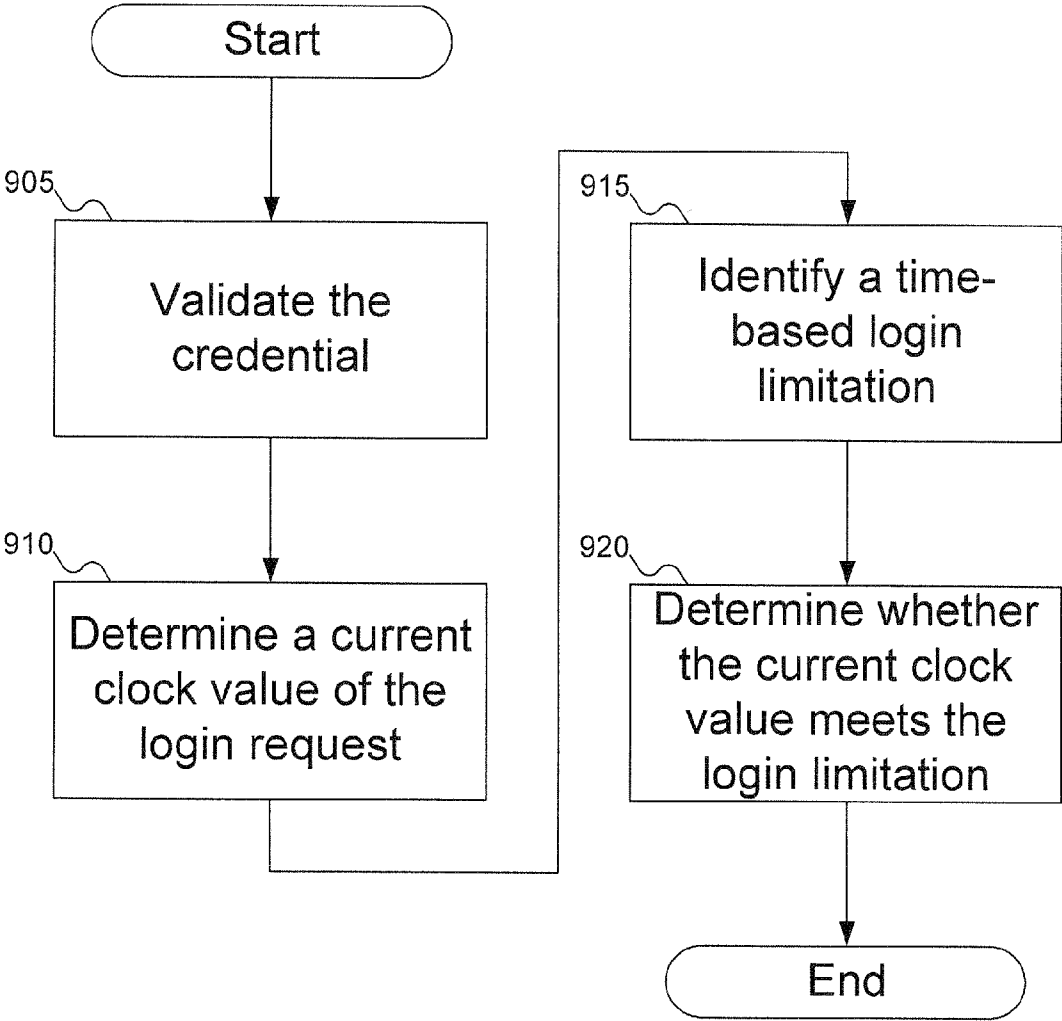 Start
905
Validate the
credential
910
Determine a current
clock value of the
login request
915
Identify a time-
based login
limitation
920
Determine whether
the current clock
value meets the
login limitation
End